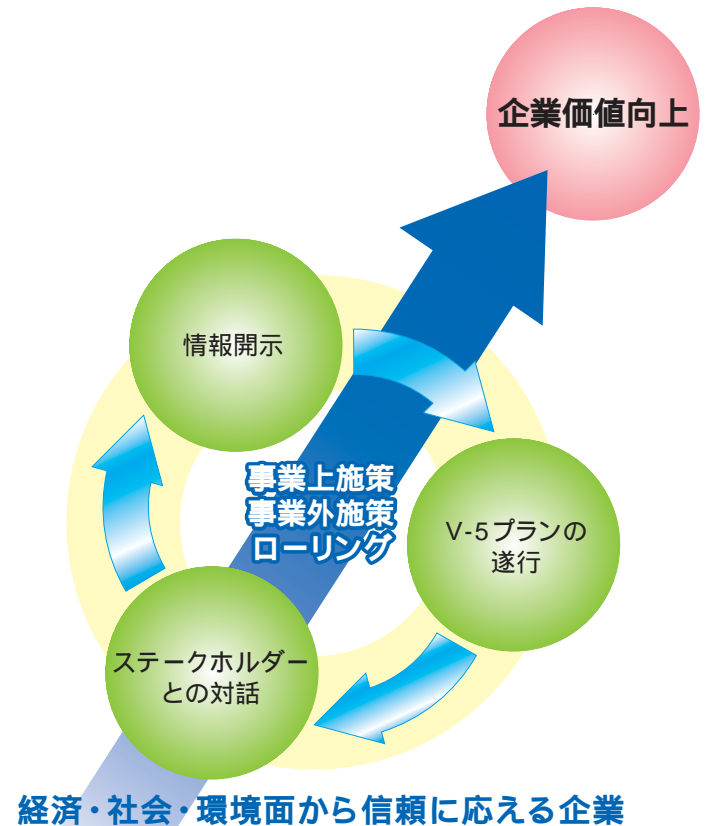 企業価値向上
情報開示
事業上施策
事業外施策
ローリング
V-5プランの
遂行
ステークホルダー
との対話
経済・社会・環境面から信頼に応える企業